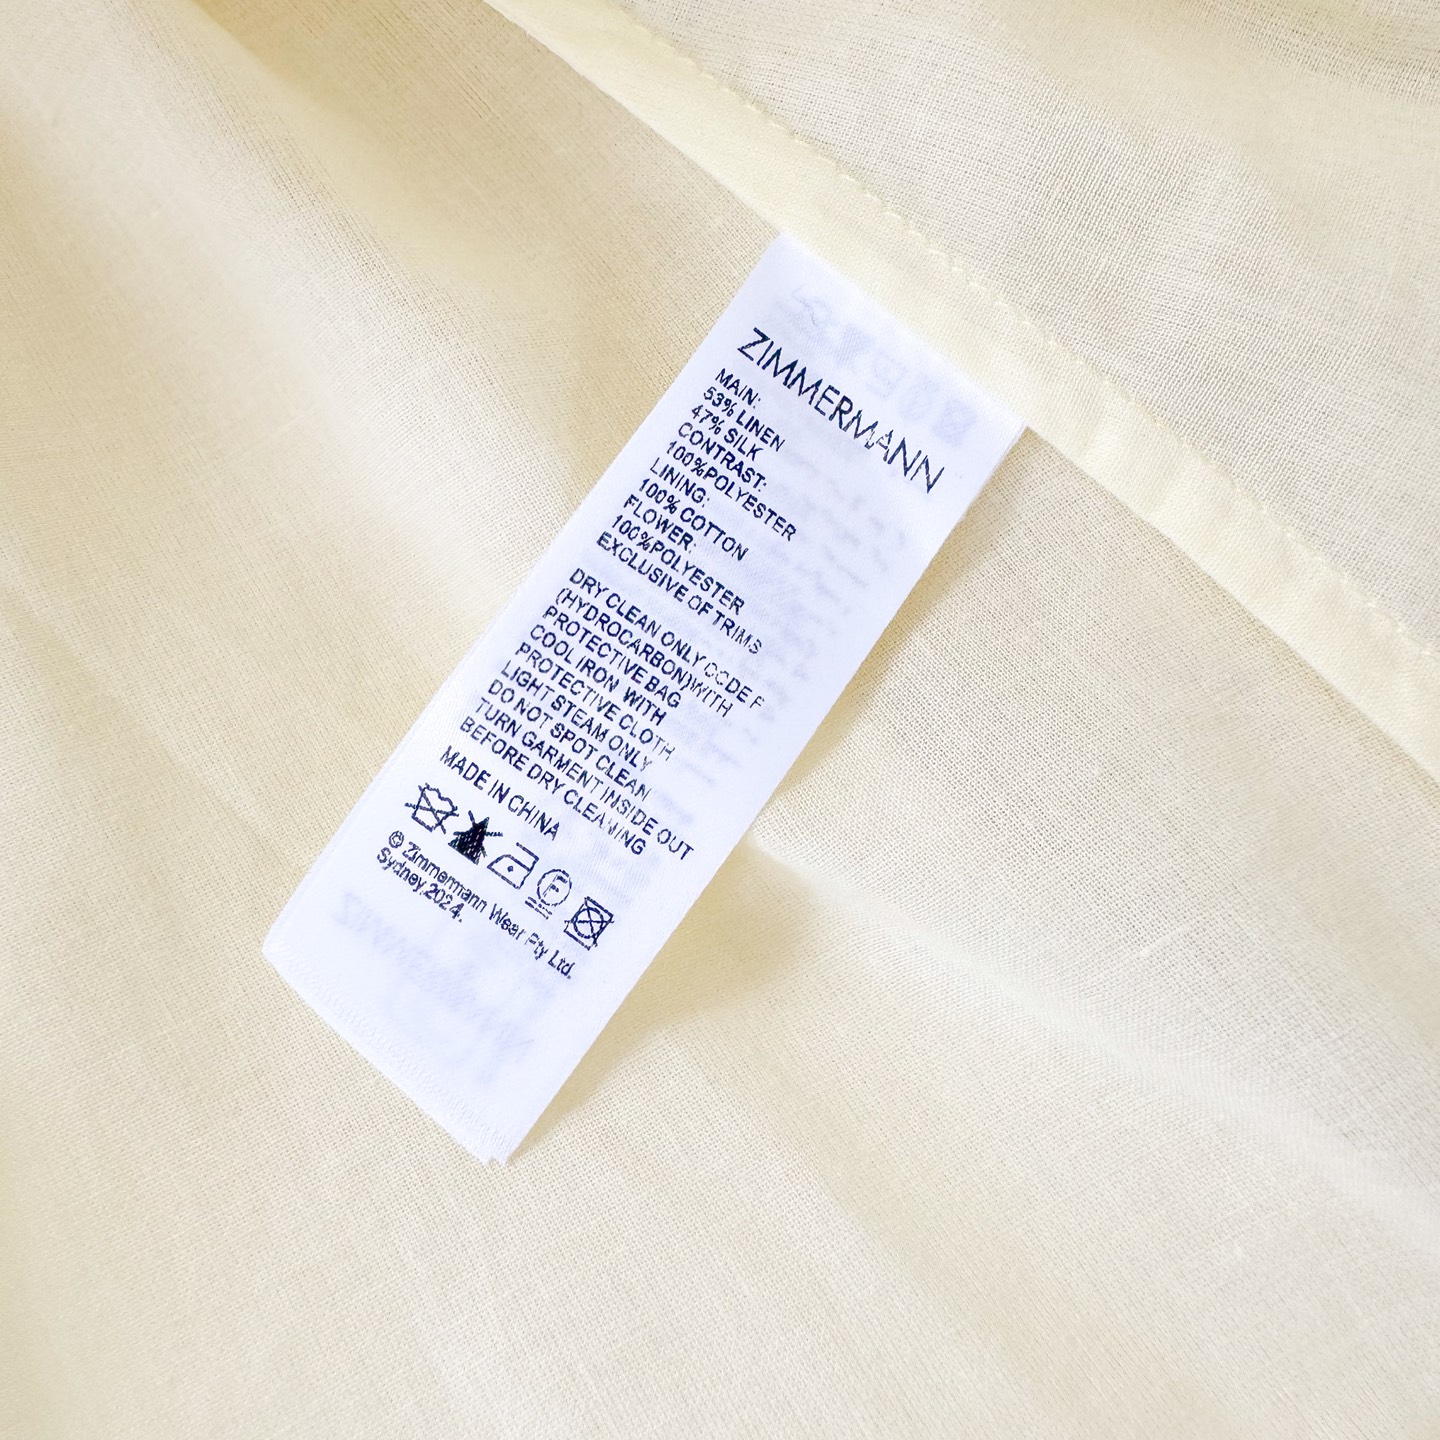 ZIMMERMANN
MAIN:
53% LINEN
47% SILK
CONTRAST:
100%POLYESTER
LINING:
100% COTTON
FLOWER:
100%POLYESTER
EXCLUSIVE OF TRIMS
DRY CLEAN ONLY CODE F
(HYDROCARBON)WITH
PROTECTIVE BAG
COOL IRON WITH
PROTECTIVE CLOTH
LIGHT STEAM ONLY
DO NOT SPOT CLEAN
TURN GARMENT INSIDE OUT
BEFORE DRY CLEANING
MADE IN CHINA
F
© Zimmermann Wear Pty Ltd.
Sydney.2024.